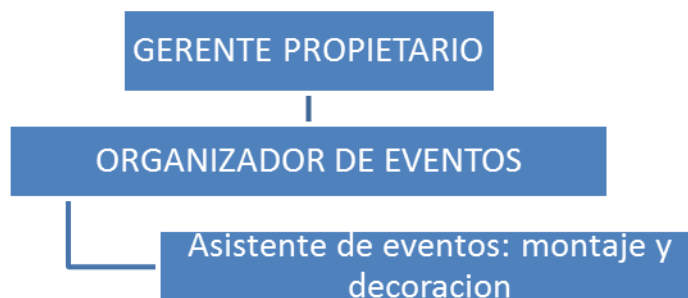 GERENTE PROPIETARIO
ORGANIZADOR DE EVENTOS
Asistente de eventos: montaje y
decoracion